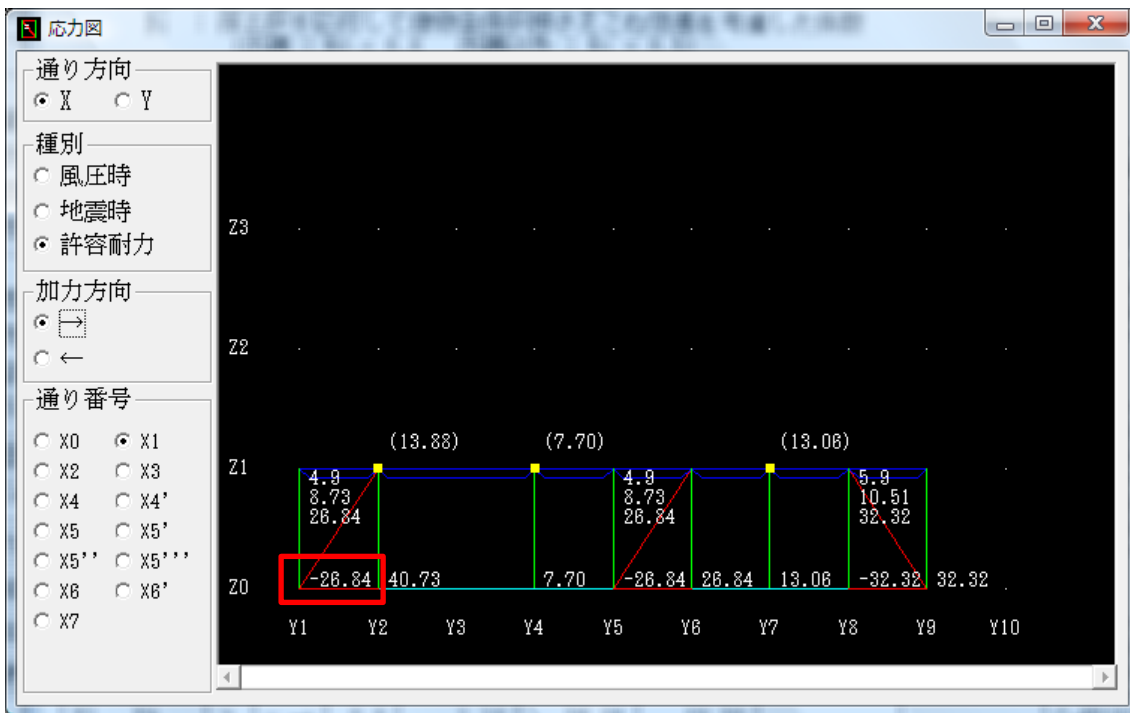 応力図
通り方向
X Y
種別
風圧時
地震時
許容耐力
加力方向
→
←
通り番号
X0 X1
X2 X3
X4 X4'
X5 X5'
X5'' X5'''
X6 X6'
X7
Z3
Z2
(13.88) (7.70) (13.06)
Z1
4.9 4.9 5.9
8.73 8.73 10.51
26.84 26.84 32.32
Z0 -26.84 40.73 7.70 -26.84 26.84 13.06 -32.32 32.32
Y1 Y2 Y3 Y4 Y5 Y6 Y7 Y8 Y9 Y10